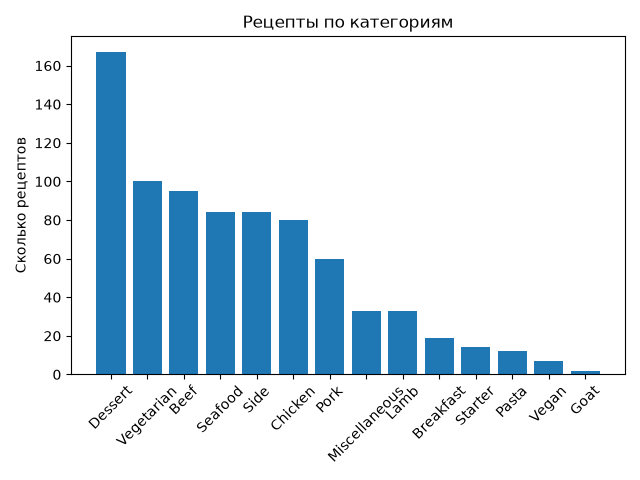 Рецепты по категориям
Сколько рецептов
160
140
120
100
80
60
40
20
0
Dessert
Vegetarian
Beef
Seafood
Side
Chicken
Pork
Miscellaneous
Lamb
Breakfast
Starter
Pasta
Vegan
Goat